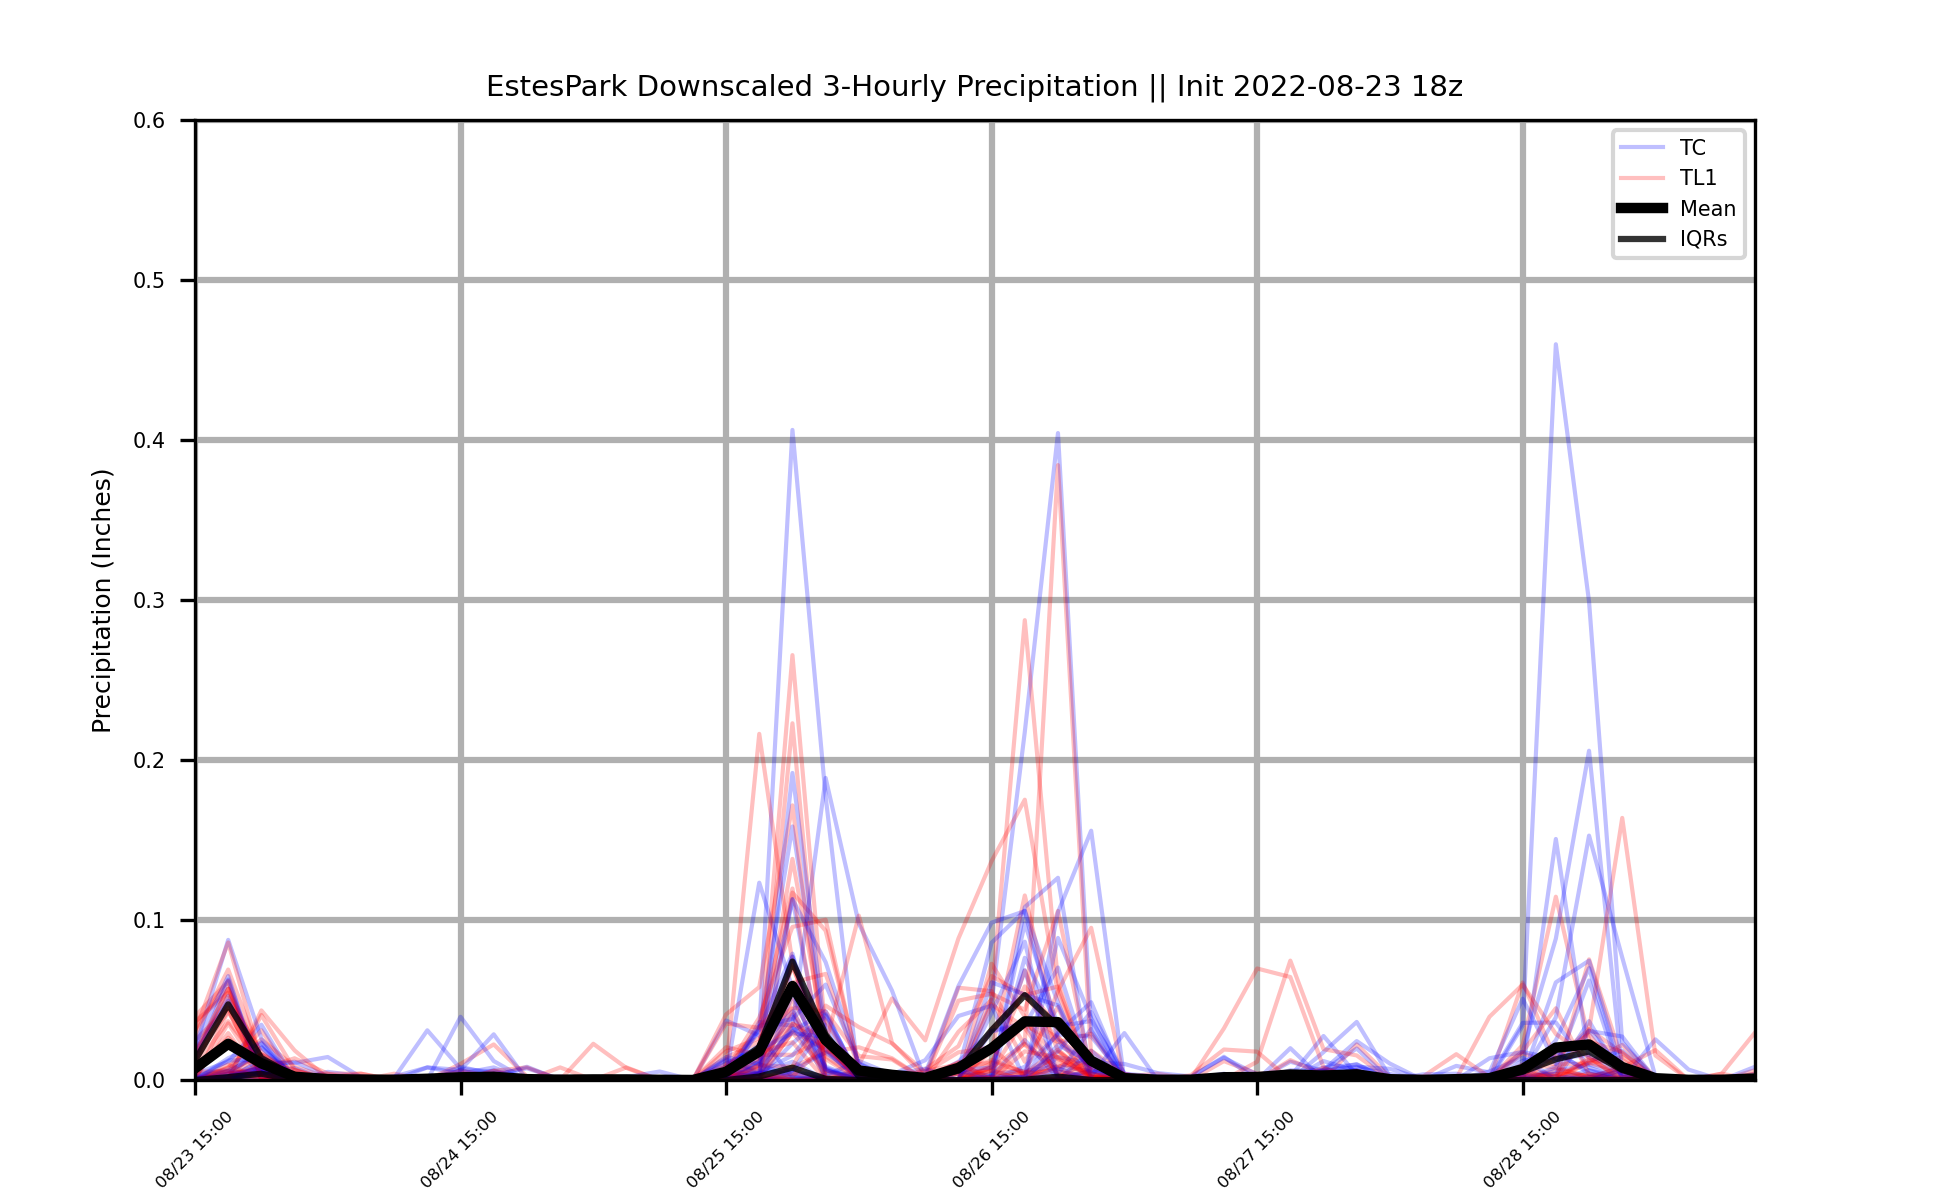 EstesPark Downscaled 3-Hourly Precipitation || Init 2022-08-23 18z
TC
TL1
Mean
IQRs
Precipitation (Inches)
0.6
0.5
0.4
0.3
0.2
0.1
0.0
08/23 15:00
08/24 15:00
08/25 15:00
08/26 15:00
08/27 15:00
08/28 15:00